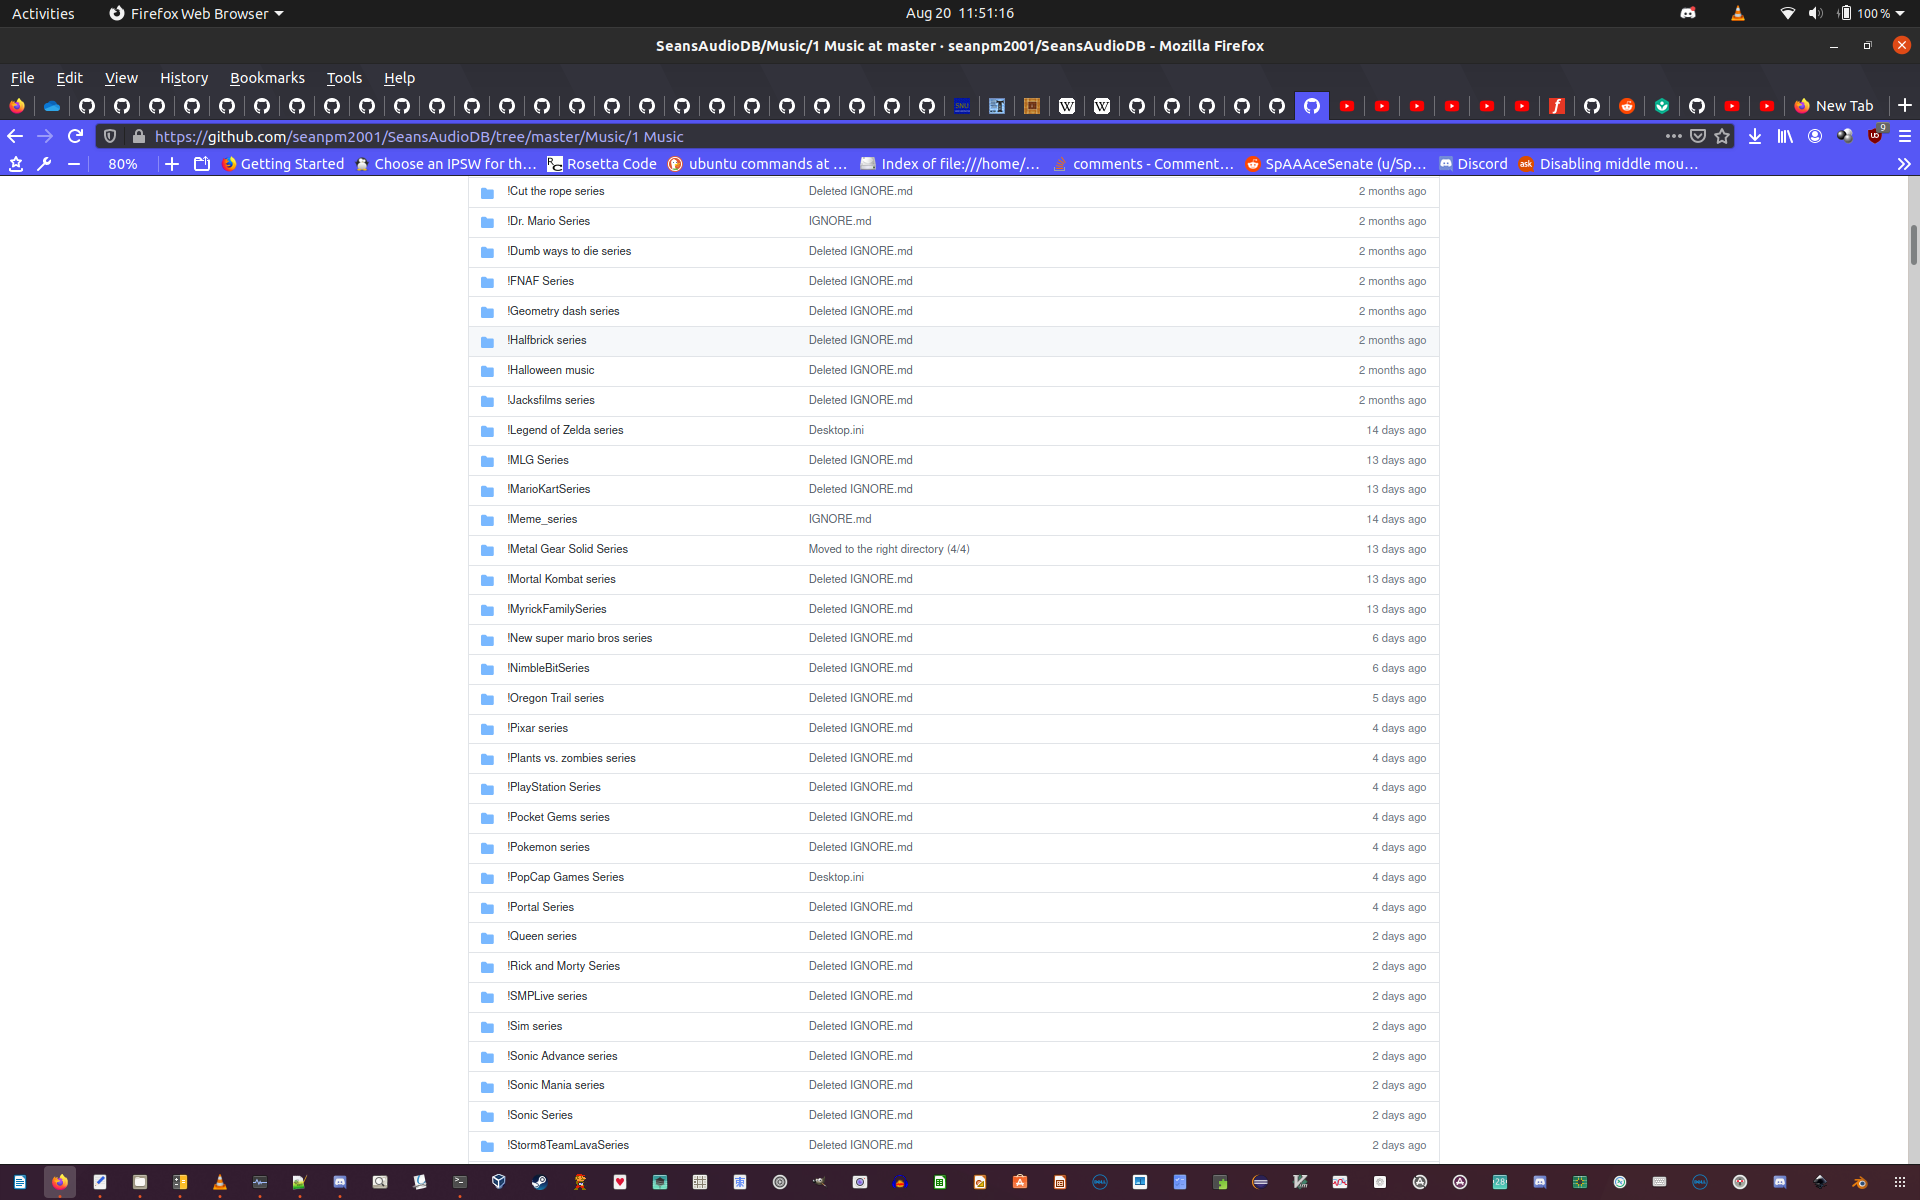 Activities Firefox Web Browser Aug 20 11:51:16 100 %
SeansAudioDB/Music/1 Music at master · seanpm2001/SeansAudioDB - Mozilla Firefox
File Edit View History Bookmarks Tools Help
New Tab
https://github.com/seanpm2001/SeansAudioDB/tree/master/Music/1 Music 9
80% Getting Started Choose an IPSW for th… Rosetta Code ubuntu commands at … Index of file:///home/… comments - Comment… SpAAAceSenate (u/Sp… Discord Disabling middle mou…
!Cut the rope series Deleted IGNORE.md 2 months ago
!Dr. Mario Series IGNORE.md 2 months ago
!Dumb ways to die series Deleted IGNORE.md 2 months ago
!FNAF Series Deleted IGNORE.md 2 months ago
!Geometry dash series Deleted IGNORE.md 2 months ago
!Halfbrick series Deleted IGNORE.md 2 months ago
!Halloween music Deleted IGNORE.md 2 months ago
!Jacksfilms series Deleted IGNORE.md 2 months ago
!Legend of Zelda series Desktop.ini 14 days ago
!MLG Series Deleted IGNORE.md 13 days ago
!MarioKartSeries Deleted IGNORE.md 13 days ago
!Meme_series IGNORE.md 14 days ago
!Metal Gear Solid Series Moved to the right directory (4/4) 13 days ago
!Mortal Kombat series Deleted IGNORE.md 13 days ago
!MyrickFamilySeries Deleted IGNORE.md 13 days ago
!New super mario bros series Deleted IGNORE.md 6 days ago
!NimbleBitSeries Deleted IGNORE.md 6 days ago
!Oregon Trail series Deleted IGNORE.md 5 days ago
!Pixar series Deleted IGNORE.md 4 days ago
!Plants vs. zombies series Deleted IGNORE.md 4 days ago
!PlayStation Series Deleted IGNORE.md 4 days ago
!Pocket Gems series Deleted IGNORE.md 4 days ago
!Pokemon series Deleted IGNORE.md 4 days ago
!PopCap Games Series Desktop.ini 4 days ago
!Portal Series Deleted IGNORE.md 4 days ago
!Queen series Deleted IGNORE.md 2 days ago
!Rick and Morty Series Deleted IGNORE.md 2 days ago
!SMPLive series Deleted IGNORE.md 2 days ago
!Sim series Deleted IGNORE.md 2 days ago
!Sonic Advance series Deleted IGNORE.md 2 days ago
!Sonic Mania series Deleted IGNORE.md 2 days ago
!Sonic Series Deleted IGNORE.md 2 days ago
!Storm8TeamLavaSeries Deleted IGNORE.md 2 days ago